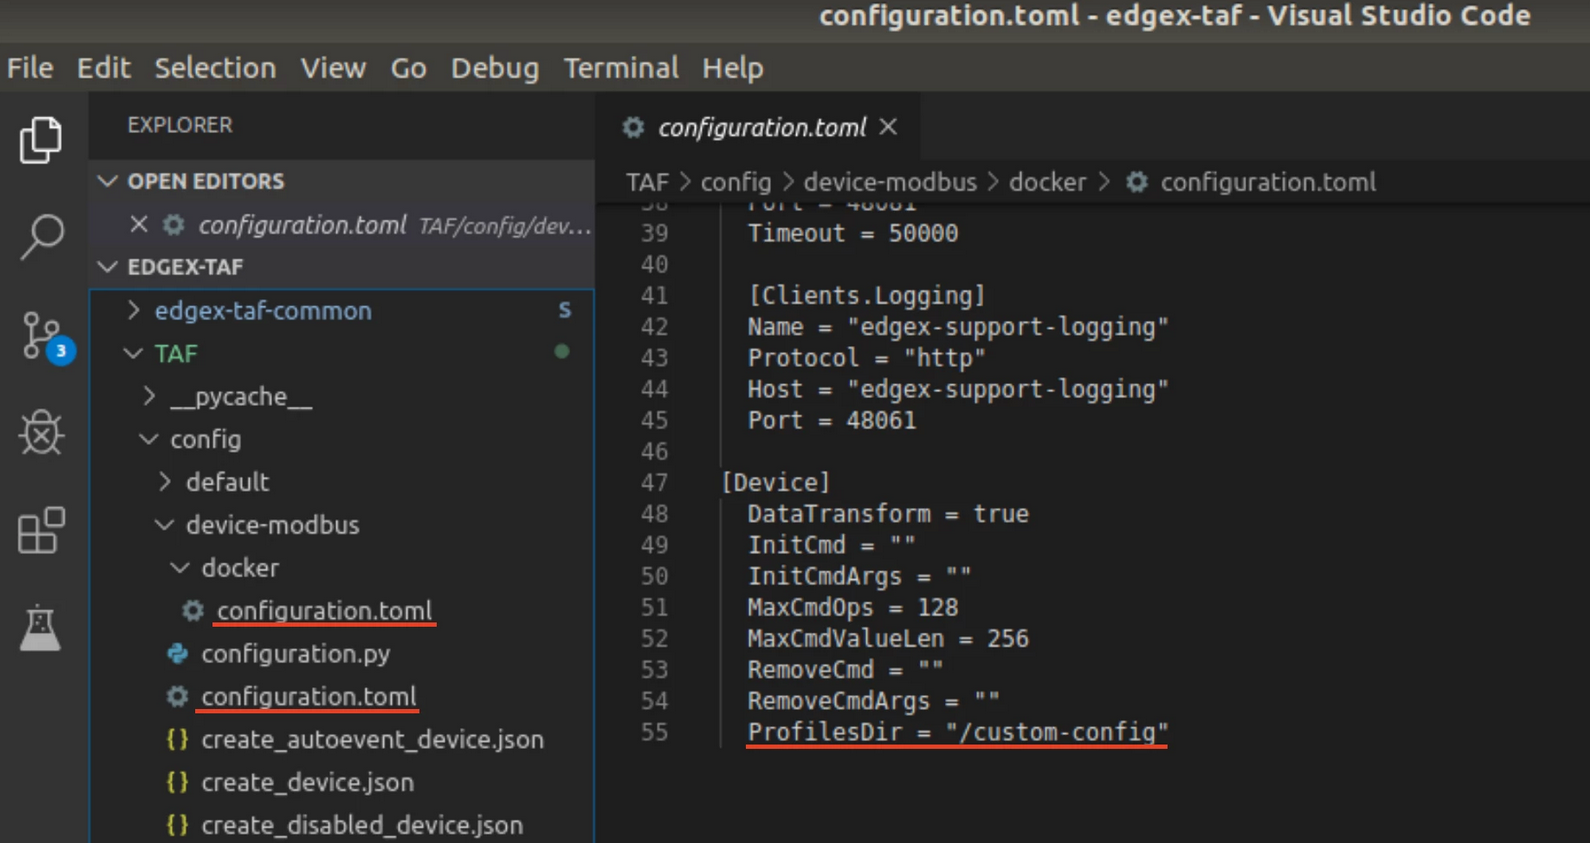 configuration.toml - edgex-taf - Visual Studio Code
File Edit Selection View Go Debug Terminal Help
EXPLORER
OPEN EDITORS
configuration.toml TAF/config/dev...
EDGEX-TAF
edgex-taf-common S
TAF
__pycache__
config
default
device-modbus
docker
configuration.toml
configuration.py
configuration.toml
{} create_autoevent_device.json
{} create_device.json
{} create_disabled_device.json
3
configuration.toml
TAF > config > device-modbus > docker > configuration.toml
38 Port = 48081
39 Timeout = 50000
40
41 [Clients.Logging]
42 Name = "edgex-support-logging"
43 Protocol = "http"
44 Host = "edgex-support-logging"
45 Port = 48061
46
47 [Device]
48 DataTransform = true
49 InitCmd = ""
50 InitCmdArgs = ""
51 MaxCmdOps = 128
52 MaxCmdValueLen = 256
53 RemoveCmd = ""
54 RemoveCmdArgs = ""
55 ProfilesDir = "/custom-config"